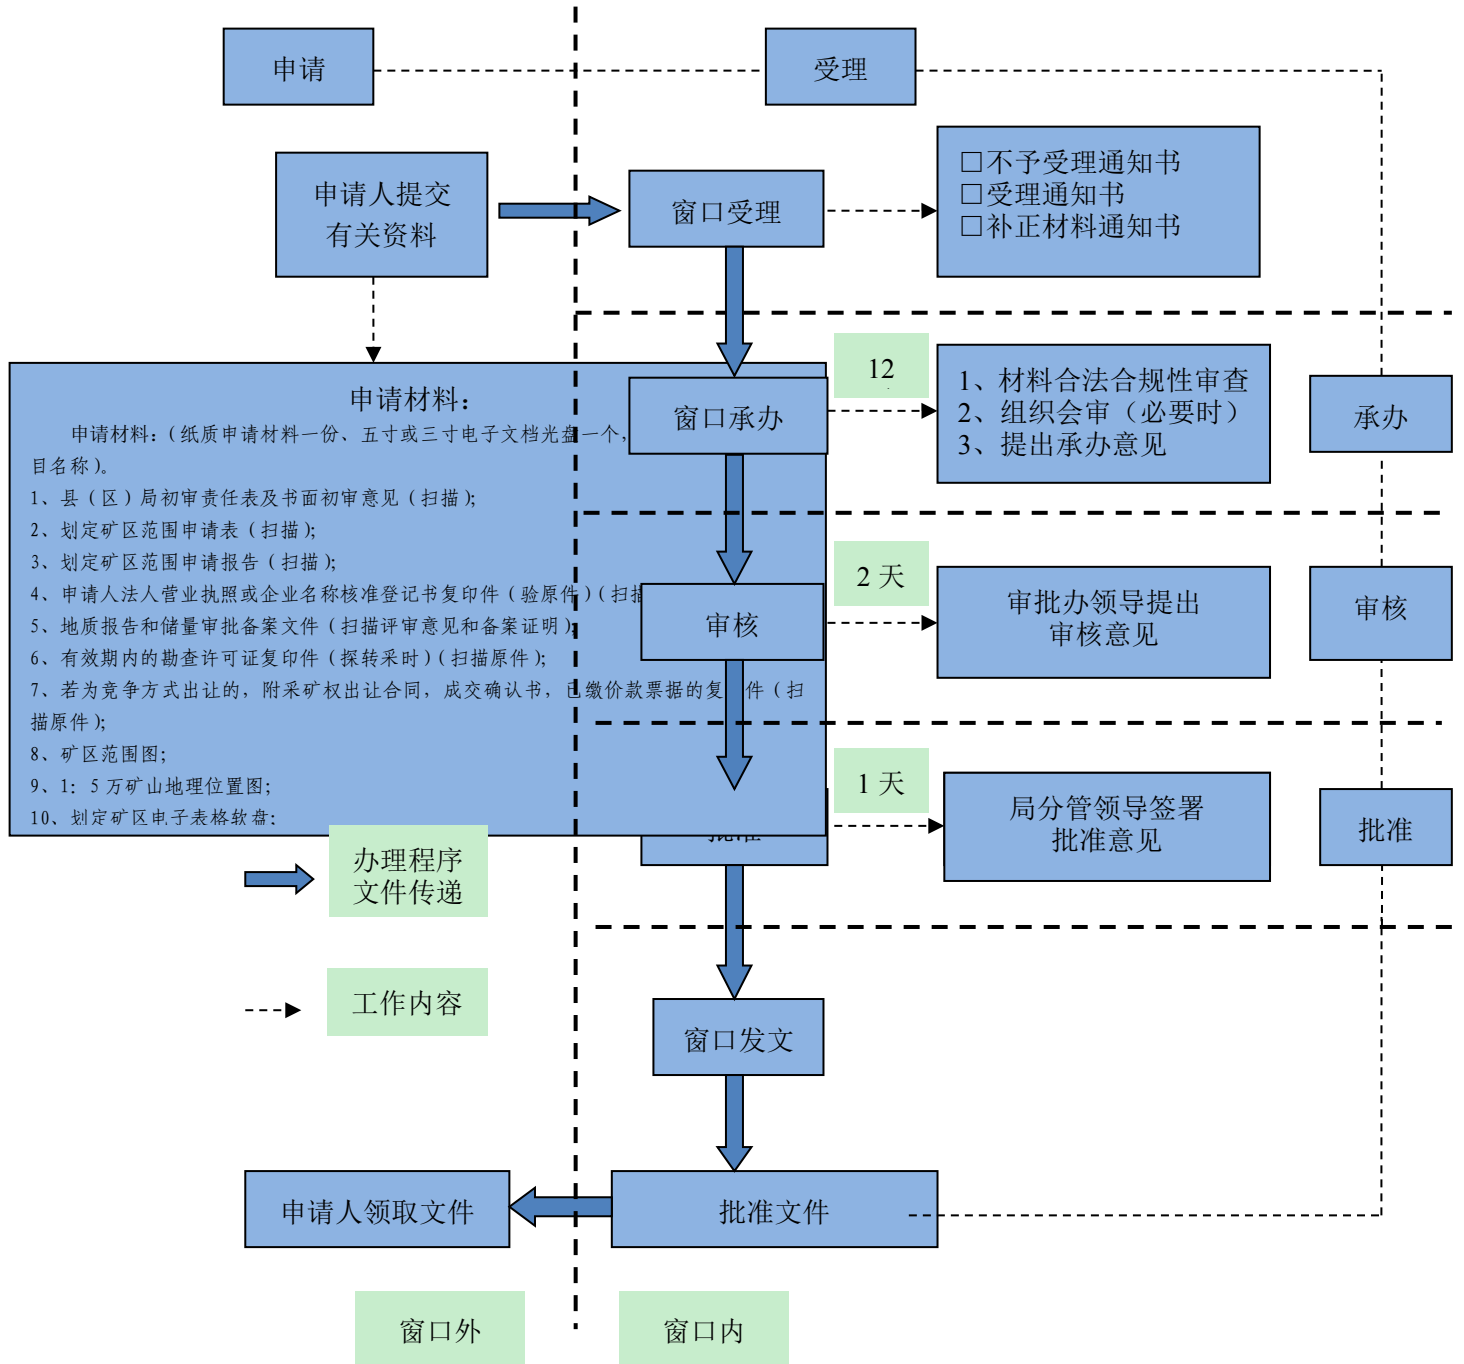 申请
受理
申请人提交
有关资料
窗口受理
□不予受理通知书
□受理通知书
□补正材料通知书
12
申请材料：
申请材料：(纸质申请材料一份、五寸或三寸电子文档光盘一个，
目名称)。
1、县（区）局初审责任表及书面初审意见（扫描）；
2、划定矿区范围申请表（扫描）；
3、划定矿区范围申请报告（扫描）；
4、申请人法人营业执照或企业名称核准登记书复印件（验原件）（扫描
5、地质报告和储量审批备案文件（扫描评审意见和备案证明）；
6、有效期内的勘查许可证复印件（探转采时）（扫描原件）；
7、若为竞争方式出让的，附采矿权出让合同，成交确认书，已缴价款票据的复 件（扫
描原件）；
8、矿区范围图；
9、1：5 万矿山地理位置图；
10、划定矿区电子表格软盘；
窗口承办
1、材料合法合规性审查
2、组织会审（必要时）
3、提出承办意见
承办
2 天
审核
审批办领导提出
审核意见
审核
1 天
批准
局分管领导签署
批准意见
批准
办理程序
文件传递
工作内容
窗口发文
申请人领取文件
批准文件
窗口外
窗口内